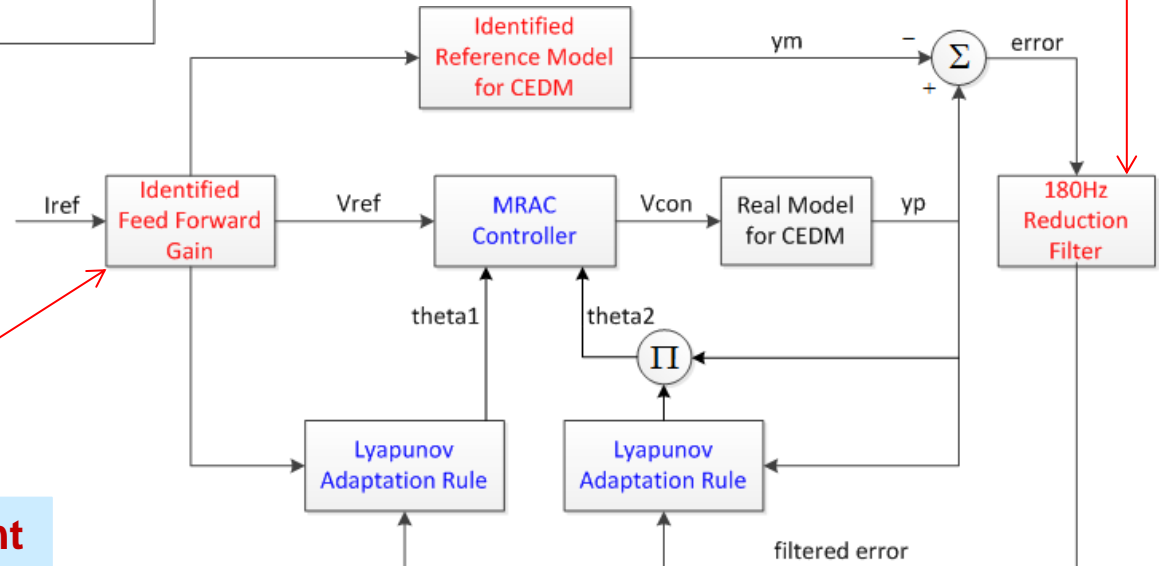 Identified
Reference Model
for CEDM
ym
−
Σ
error
+
Iref
Identified
Feed Forward
Gain
Vref
MRAC
Controller
Vcon
Real Model
for CEDM
yp
180Hz
Reduction
Filter
theta1
theta2
Π
Lyapunov
Adaptation Rule
Lyapunov
Adaptation Rule
nt
filtered error